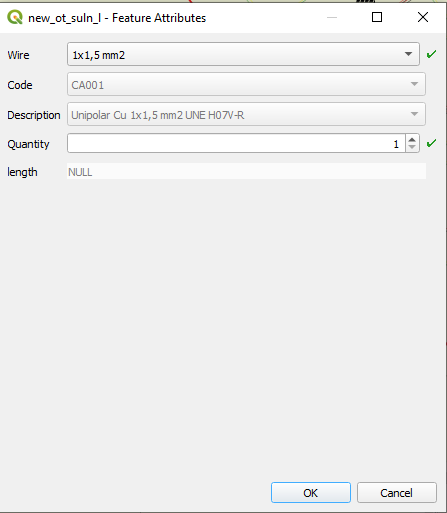 new_ot_suln_l - Feature Attributes
Wire 1x1,5 mm2
Code CA001
Description Unipolar Cu 1x1,5 mm2 UNE H07V-R
Quantity 1
length NULL
OK Cancel